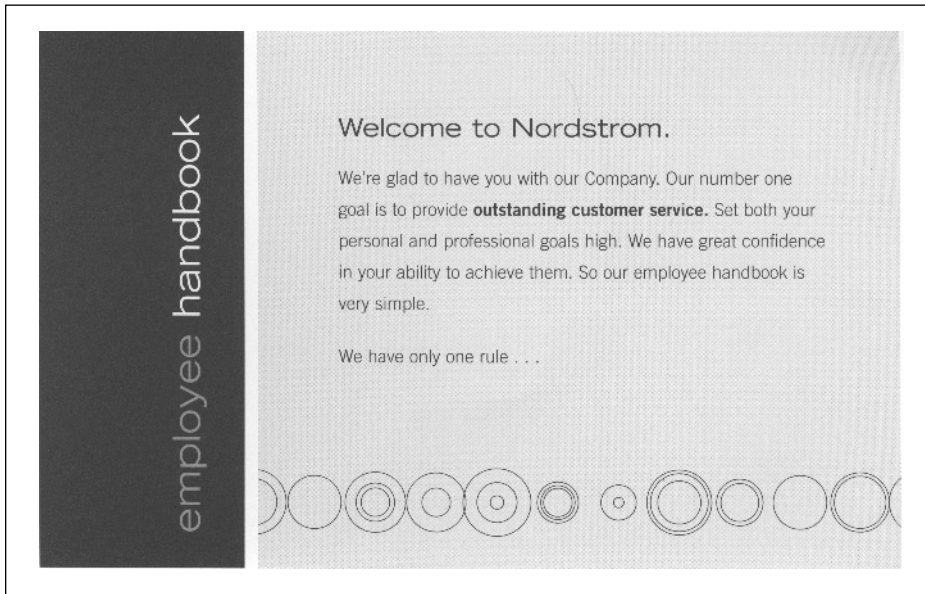 employee handbook
Welcome to Nordstrom.
We're glad to have you with our Company. Our number one
goal is to provide outstanding customer service. Set both your
personal and professional goals high. We have great confidence
in your ability to achieve them. So our employee handbook is
very simple.
We have only one rule . . .